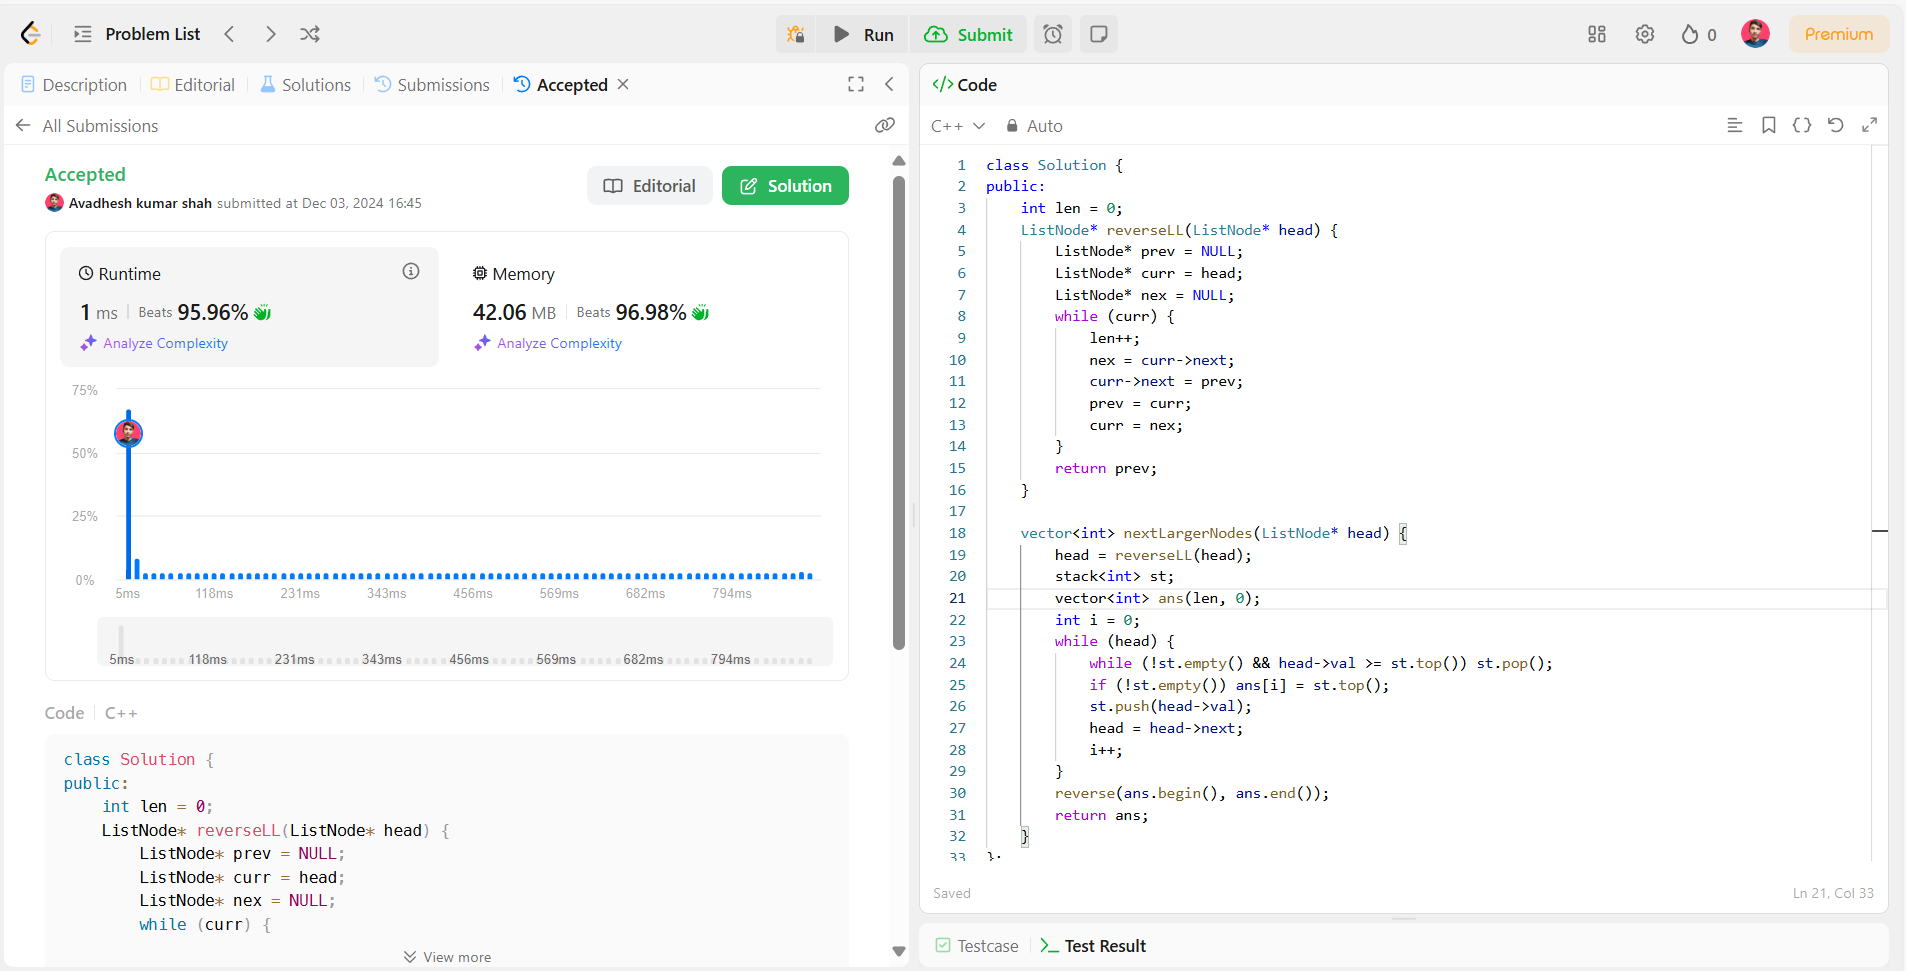 Problem List
Run
Submit
0
Premium
Description
Editorial
Solutions
Submissions
Accepted
All Submissions
Accepted
Avadhesh kumar shah submitted at Dec 03, 2024 16:45
Editorial
Solution
Runtime
1 ms
Beats 95.96%
Analyze Complexity
Memory
42.06 MB
Beats 96.98%
Analyze Complexity
75%
50%
25%
0%
5ms 118ms 231ms 343ms 456ms 569ms 682ms 794ms
5ms 118ms 231ms 343ms 456ms 569ms 682ms 794ms
Code
C++
class Solution {
public:
    int len = 0;
    ListNode* reverseLL(ListNode* head) {
        ListNode* prev = NULL;
        ListNode* curr = head;
        ListNode* nex = NULL;
        while (curr) {
View more
</> Code
C++
Auto
1 class Solution {
2 public:
3     int len = 0;
4     ListNode* reverseLL(ListNode* head) {
5         ListNode* prev = NULL;
6         ListNode* curr = head;
7         ListNode* nex = NULL;
8         while (curr) {
9             len++;
10             nex = curr->next;
11             curr->next = prev;
12             prev = curr;
13             curr = nex;
14         }
15         return prev;
16     }
17
18     vector<int> nextLargerNodes(ListNode* head) {
19         head = reverseLL(head);
20         stack<int> st;
21         vector<int> ans(len, 0);
22         int i = 0;
23         while (head) {
24             while (!st.empty() && head->val >= st.top()) st.pop();
25             if (!st.empty()) ans[i] = st.top();
26             st.push(head->val);
27             head = head->next;
28             i++;
29         }
30         reverse(ans.begin(), ans.end());
31         return ans;
32     }
33 };
Saved
Ln 21, Col 33
Testcase
Test Result